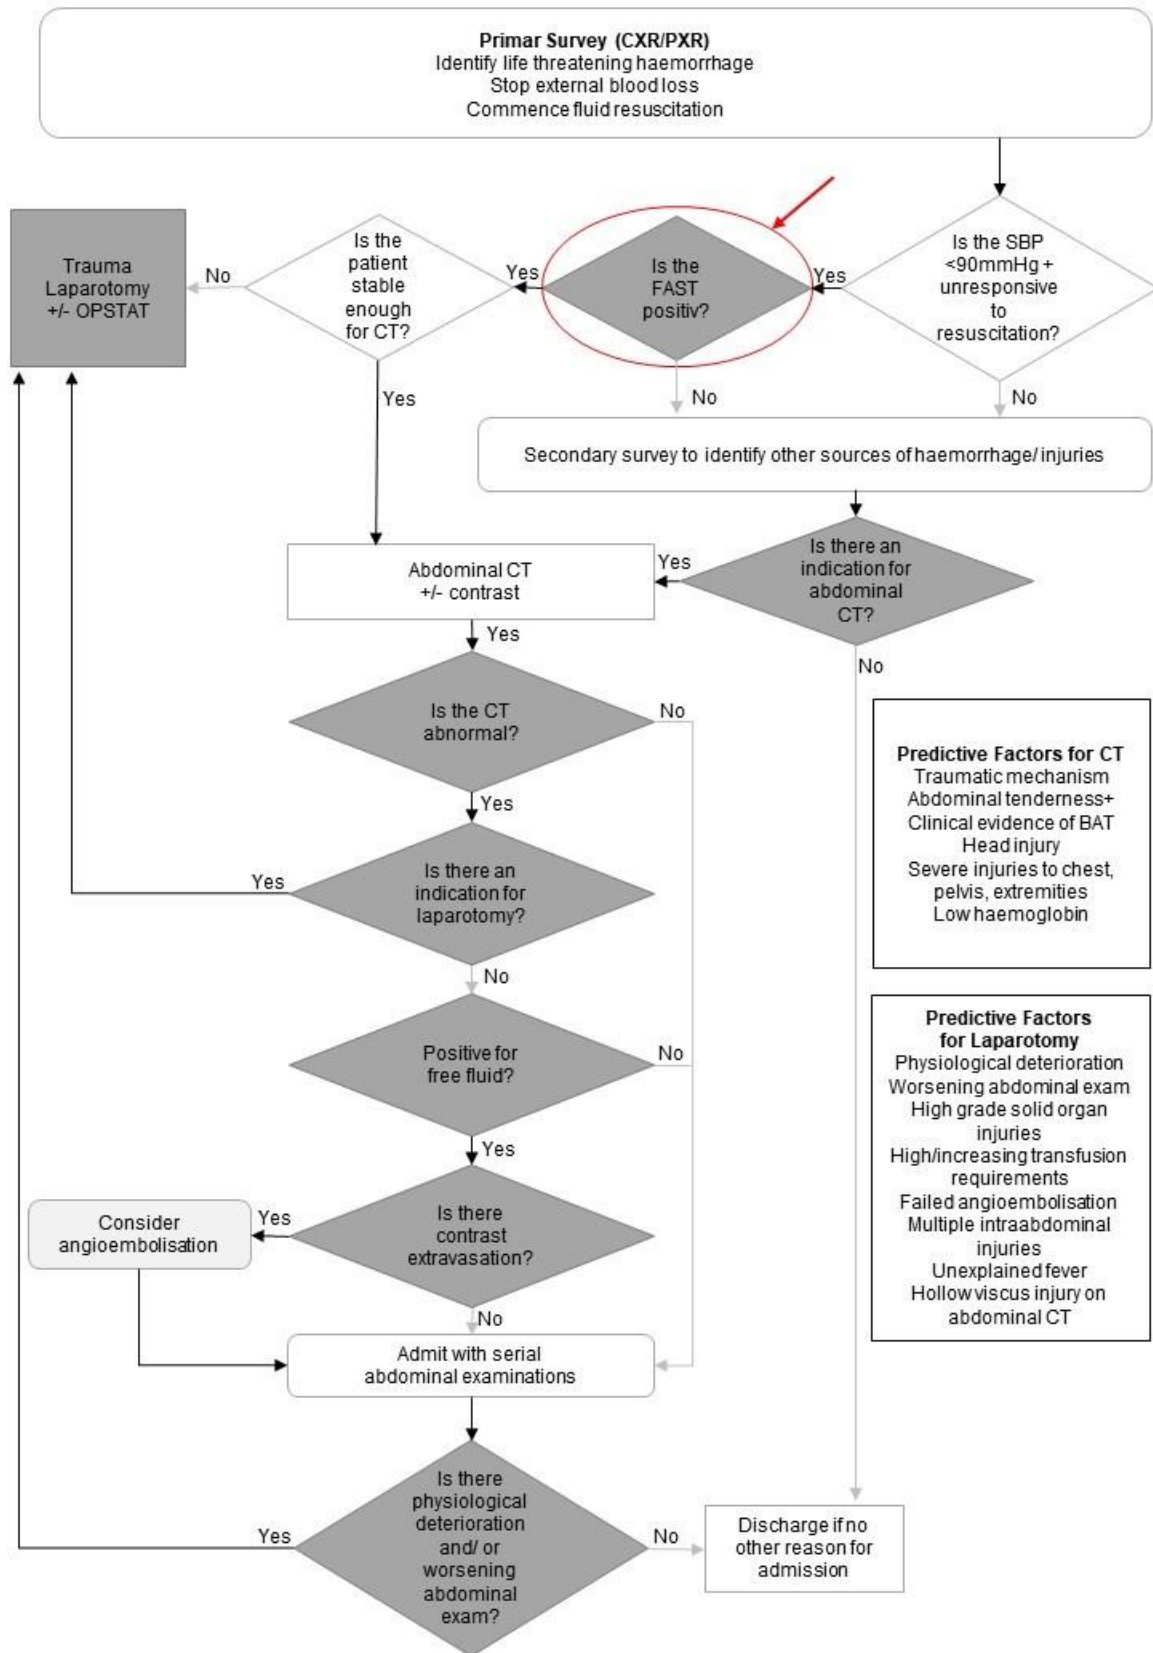 Primar Survey (CXR/PXR)
Identify life threatening haemorrhage
Stop external blood loss
Commence fluid resuscitation
Trauma
Laparotomy
+/- OPSTAT
No
Is the
patient
stable
enough
for CT?
Yes
Is the
FAST
positiv?
Yes
Is the SBP
<90mmHg +
unresponsive
to
resuscitation?
Yes
No
No
Secondary survey to identify other sources of haemorrhage/ injuries
Abdominal CT
+/- contrast
Yes
Is there an
indication for
abdominal
CT?
Yes
No
Is the CT
abnormal?
No
Yes
Predictive Factors for CT
Traumatic mechanism
Abdominal tenderness+
Clinical evidence of BAT
Head injury
Severe injuries to chest,
pelvis, extremities
Low haemoglobin
Yes
Is there an
indication for
laparotomy?
No
Positive for
free fluid?
No
Yes
Predictive Factors
for Laparotomy
Physiological deterioration
Worsening abdominal exam
High grade solid organ
injuries
High/increasing transfusion
requirements
Failed angioembolisation
Multiple intraabdominal
injuries
Unexplained fever
Hollow viscus injury on
abdominal CT
Consider
angioembolisation
Yes
Is there
contrast
extravasation?
No
Admit with serial
abdominal examinations
Yes
Is there
physiological
deterioration
and/ or
worsening
abdominal
exam?
No
Discharge if no
other reason for
admission